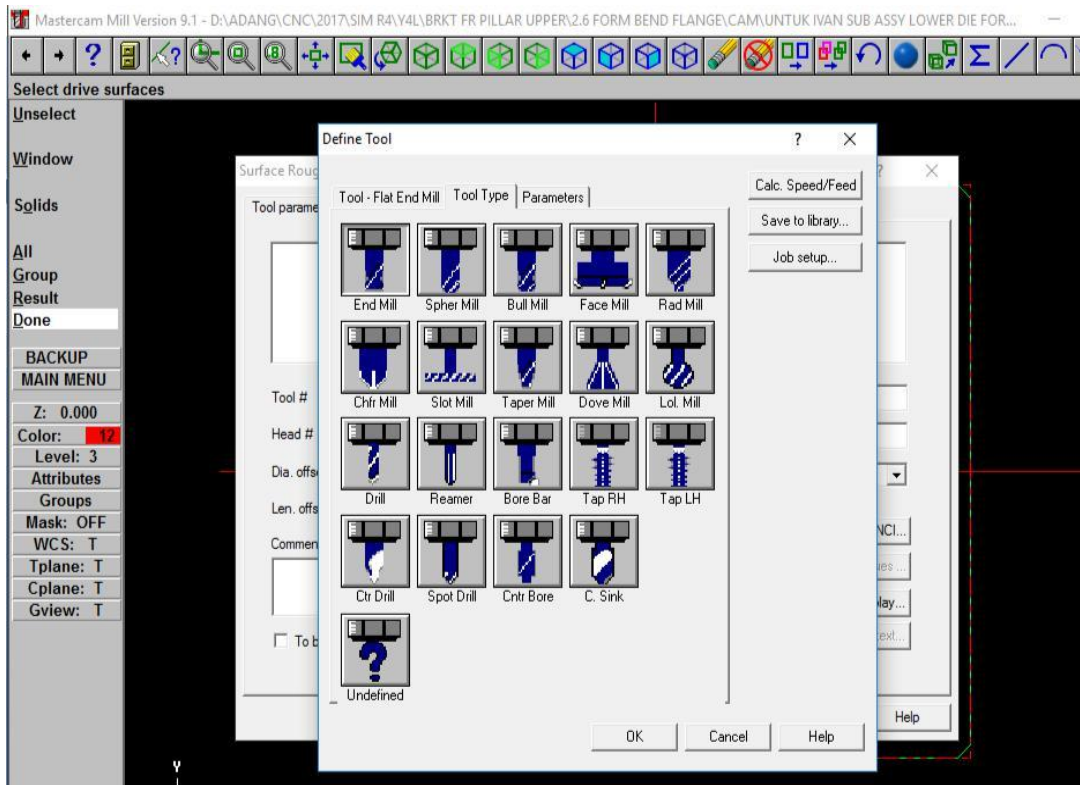 Mastercam Mill Version 9.1 - D:\ADANG\CNC\2017\SIM R4\Y4L\BRKT FR PILLAR UPPER\2.6 FORM BEND FLANGE\CAM\UNTUK IVAN SUB ASSY LOWER DIE FOR...
Select drive surfaces
Unselect
Window
Solids
All
Group
Result
Done
BACKUP
MAIN MENU
Z: 0.000
Color: 12
Level: 3
Attributes
Groups
Mask: OFF
WCS: T
Tplane: T
Cplane: T
Gview: T
Surface Roug
Tool parame
Tool #
Head #
Dia. offs
Len. offs
Commen
To b
NCI...
ues ...
lay...
text...
Help
Define Tool
Tool - Flat End Mill Tool Type Parameters
Calc. Speed/Feed
Save to library...
Job setup...
End Mill Spher Mill Bull Mill Face Mill Rad Mill
Chfr Mill Slot Mill Taper Mill Dove Mill Lol. Mill
Drill Reamer Bore Bar Tap RH Tap LH
Ctr Drill Spot Drill Cntr Bore C. Sink
Undefined
OK Cancel Help
Y